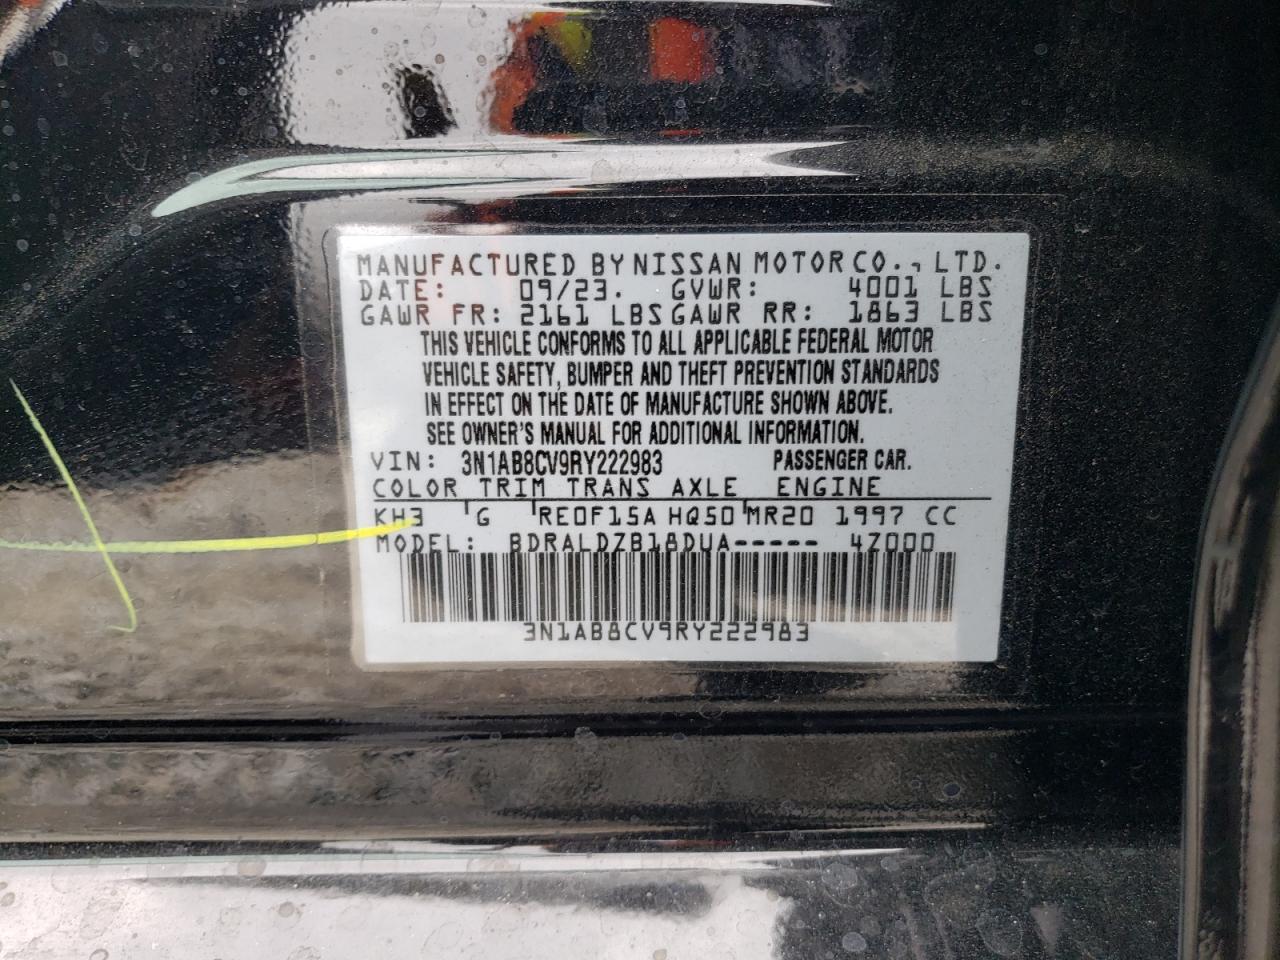 MANUFACTURED BY NISSAN MOTOR CO., LTD.
DATE: 09/23. GVWR: 4001 LBS
GAWR FR: 2161 LBS GAWR RR: 1863 LBS
THIS VEHICLE CONFORMS TO ALL APPLICABLE FEDERAL MOTOR
VEHICLE SAFETY, BUMPER AND THEFT PREVENTION STANDARDS
IN EFFECT ON THE DATE OF MANUFACTURE SHOWN ABOVE.
SEE OWNER'S MANUAL FOR ADDITIONAL INFORMATION.
VIN: 3N1AB8CV9RY222983 PASSENGER CAR.
COLOR TRIM TRANS AXLE ENGINE
KH3 G RE0F15A HQ50 MR20 1997 CC
MODEL: BDRALDZB18DUA----- 4Z000
3N1AB8CV9RY222983